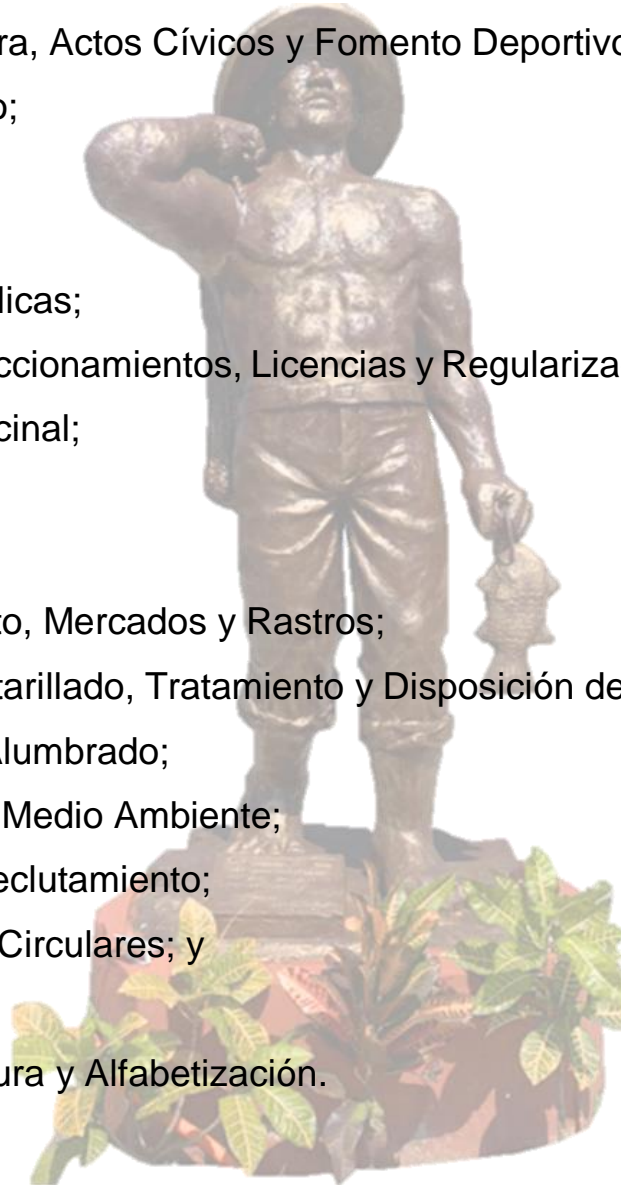 ra, Actos Cívicos y Fomento Deportivo
o;
licas;
ccionamientos, Licencias y Regulariza
cinal;
to, Mercados y Rastros;
tarillado, Tratamiento y Disposición de
Alumbrado;
Medio Ambiente;
eclutamiento;
Circulares; y
ura y Alfabetización.